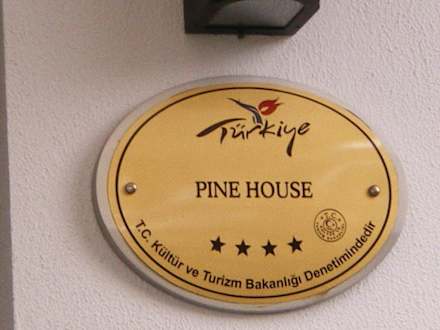 Türkiye
PINE HOUSE
T.C. Kültür ve Turizm Bakanlığı Denetimindedir